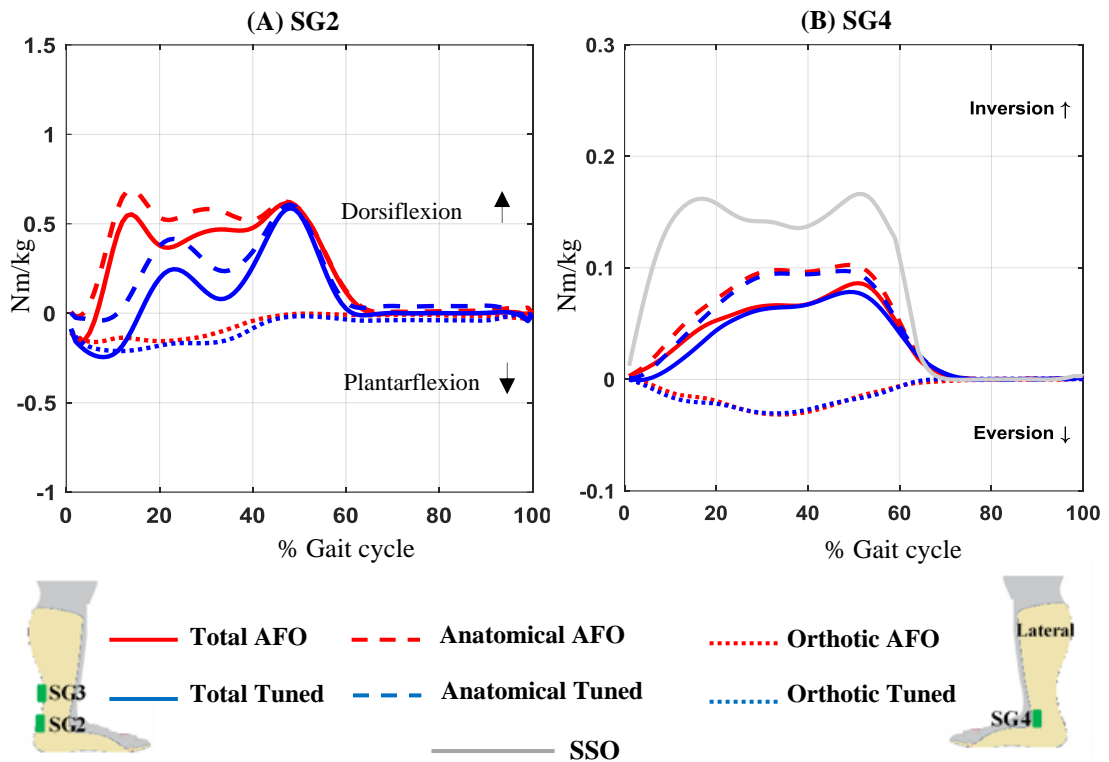 (A) SG2
(B) SG4
1.5
1
0.5
0
-0.5
-1
Nm/kg
Dorsiflexion
Plantarflexion
0 20 40 60 80 100
% Gait cycle
0.3
0.2
0.1
0
-0.1
Nm/kg
Inversion ↑
Eversion ↓
0 20 40 60 80 100
% Gait cycle
SG3
SG2
Total AFO
Anatomical AFO
Orthotic AFO
Total Tuned
Anatomical Tuned
Orthotic Tuned
SSO
Lateral
SG4